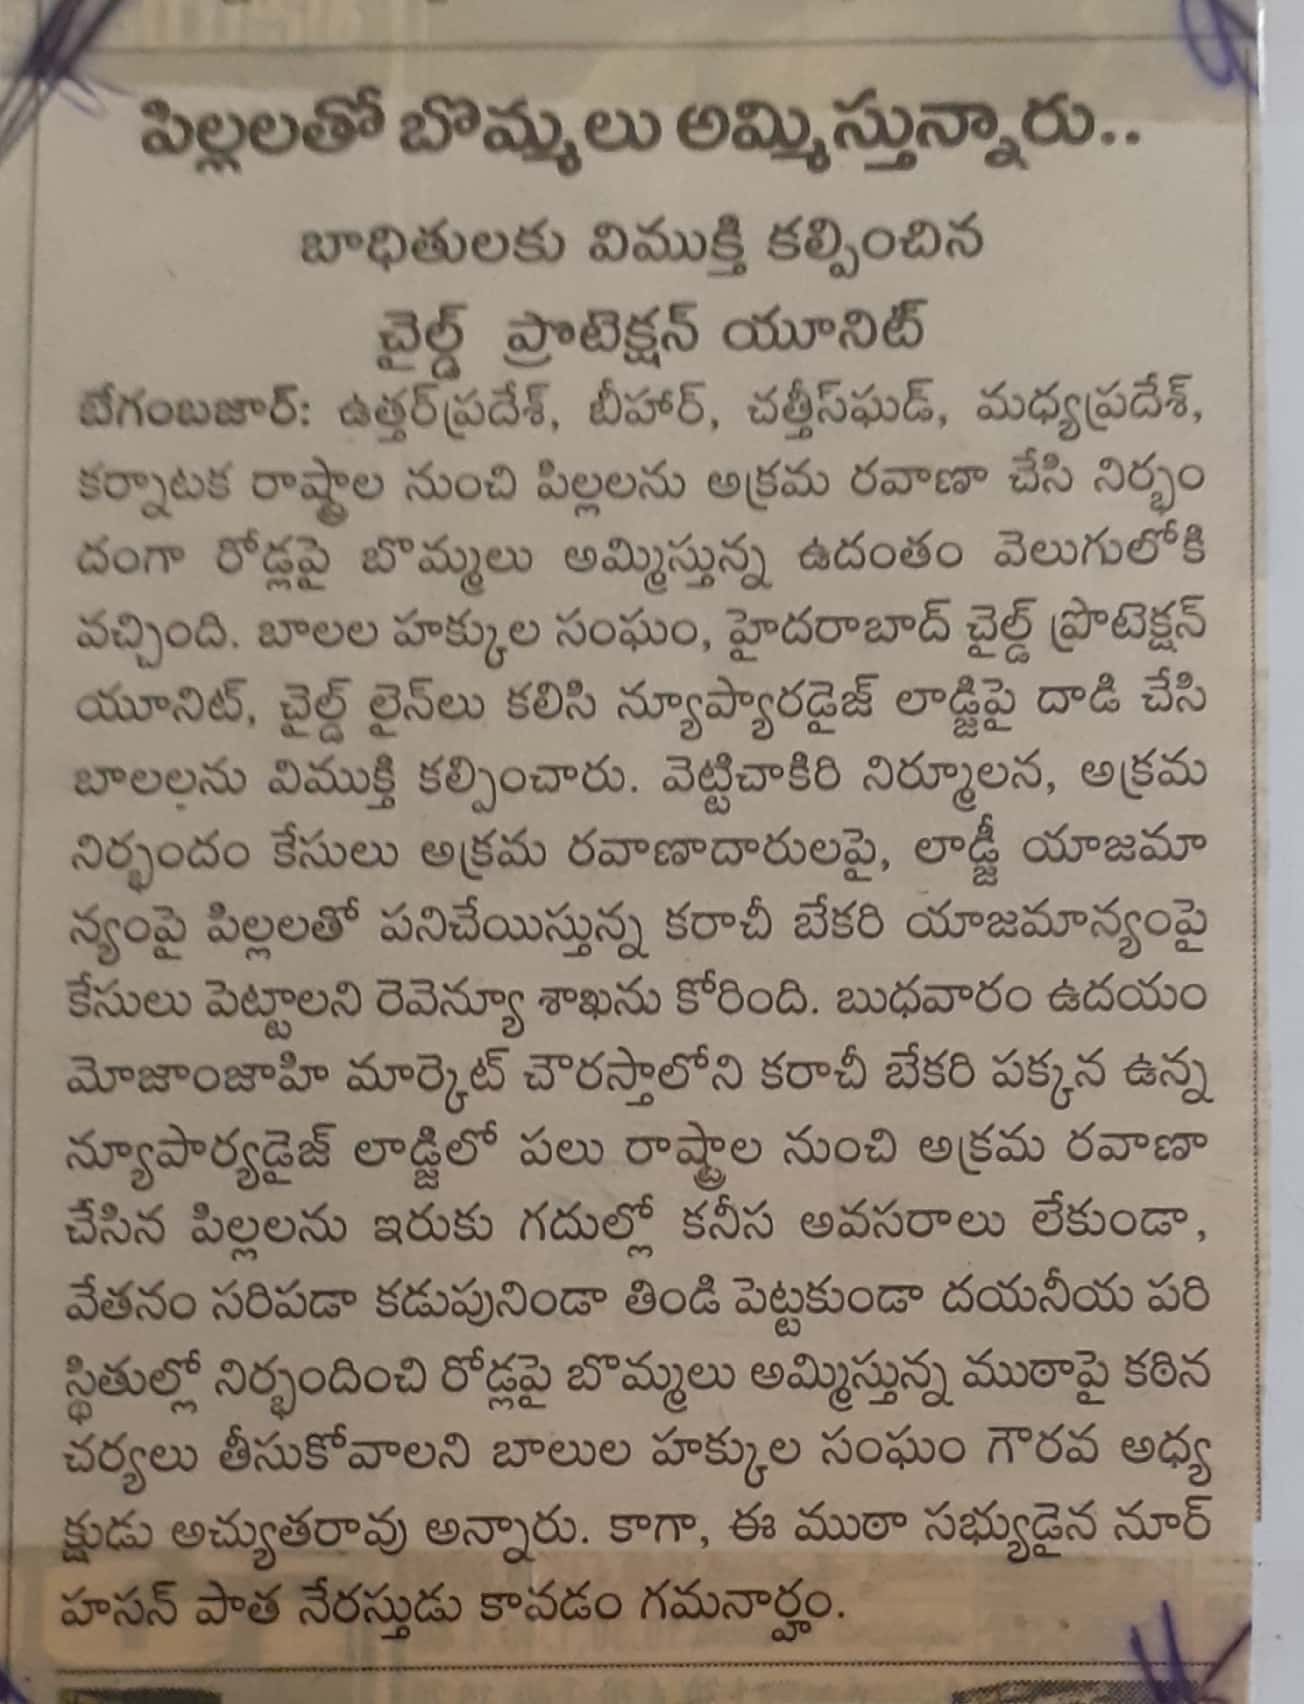 పిల్లలతో బొమ్మలు అమ్మిస్తున్నారు..
బాధితులకు విముక్తి కల్పించిన
చైల్డ్ ప్రొటెక్షన్ యూనిట్
బేగంబజార్: ఉత్తర్‌ప్రదేశ్, బీహార్, చత్తీస్‌ఘడ్, మధ్యప్రదేశ్,
కర్నాటక రాష్ట్రాల నుంచి పిల్లలను అక్రమ రవాణా చేసి నిర్భం
దంగా రోడ్లపై బొమ్మలు అమ్మిస్తున్న ఉదంతం వెలుగులోకి
వచ్చింది. బాలల హక్కుల సంఘం, హైదరాబాద్ చైల్డ్ ప్రొటెక్షన్
యూనిట్, చైల్డ్ లైన్‌లు కలిసి న్యూప్యారడైజ్ లాడ్జిపై దాడి చేసి
బాలలను విముక్తి కల్పించారు. వెట్టిచాకిరి నిర్మూలన, అక్రమ
నిర్భందం కేసులు అక్రమ రవాణాదారులపై, లాడ్జీ యాజమా
న్యంపై పిల్లలతో పనిచేయిస్తున్న కరాచీ బేకరి యాజమాన్యంపై
కేసులు పెట్టాలని రెవెన్యూ శాఖను కోరింది. బుధవారం ఉదయం
మోజాంజాహి మార్కెట్ చౌరస్తాలోని కరాచీ బేకరి పక్కన ఉన్న
న్యూపార్యడైజ్ లాడ్జిలో పలు రాష్ట్రాల నుంచి అక్రమ రవాణా
చేసిన పిల్లలను ఇరుకు గదుల్లో కనీస అవసరాలు లేకుండా,
వేతనం సరిపడా కడుపునిండా తిండి పెట్టకుండా దయనీయ పరి
స్థితుల్లో నిర్భందించి రోడ్లపై బొమ్మలు అమ్మిస్తున్న ముఠాపై కఠిన
చర్యలు తీసుకోవాలని బాలుల హక్కుల సంఘం గౌరవ అధ్య
క్షుడు అచ్యుతరావు అన్నారు. కాగా, ఈ ముఠా సభ్యుడైన నూర్
హసన్ పాత నేరస్తుడు కావడం గమనార్హం.